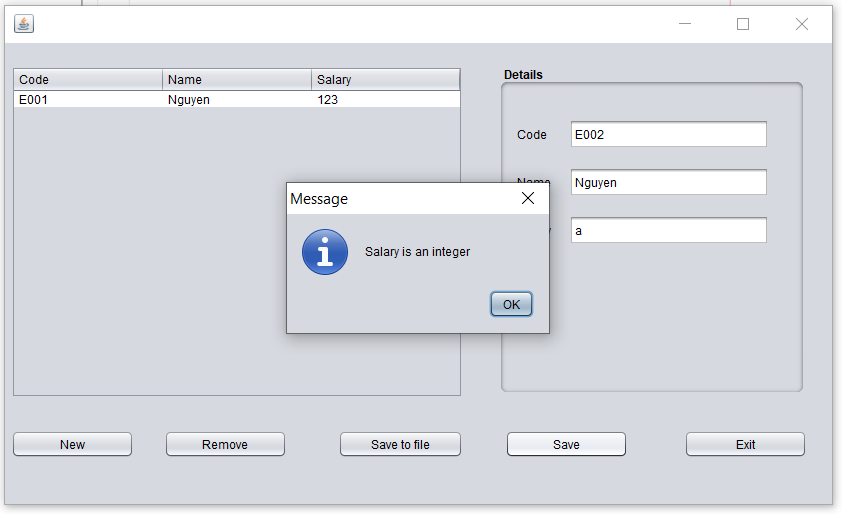 Code Name Salary
E001 Nguyen 123
Details
Code E002
Name Nguyen
a
Message
Salary is an integer
OK
New Remove Save to file Save Exit